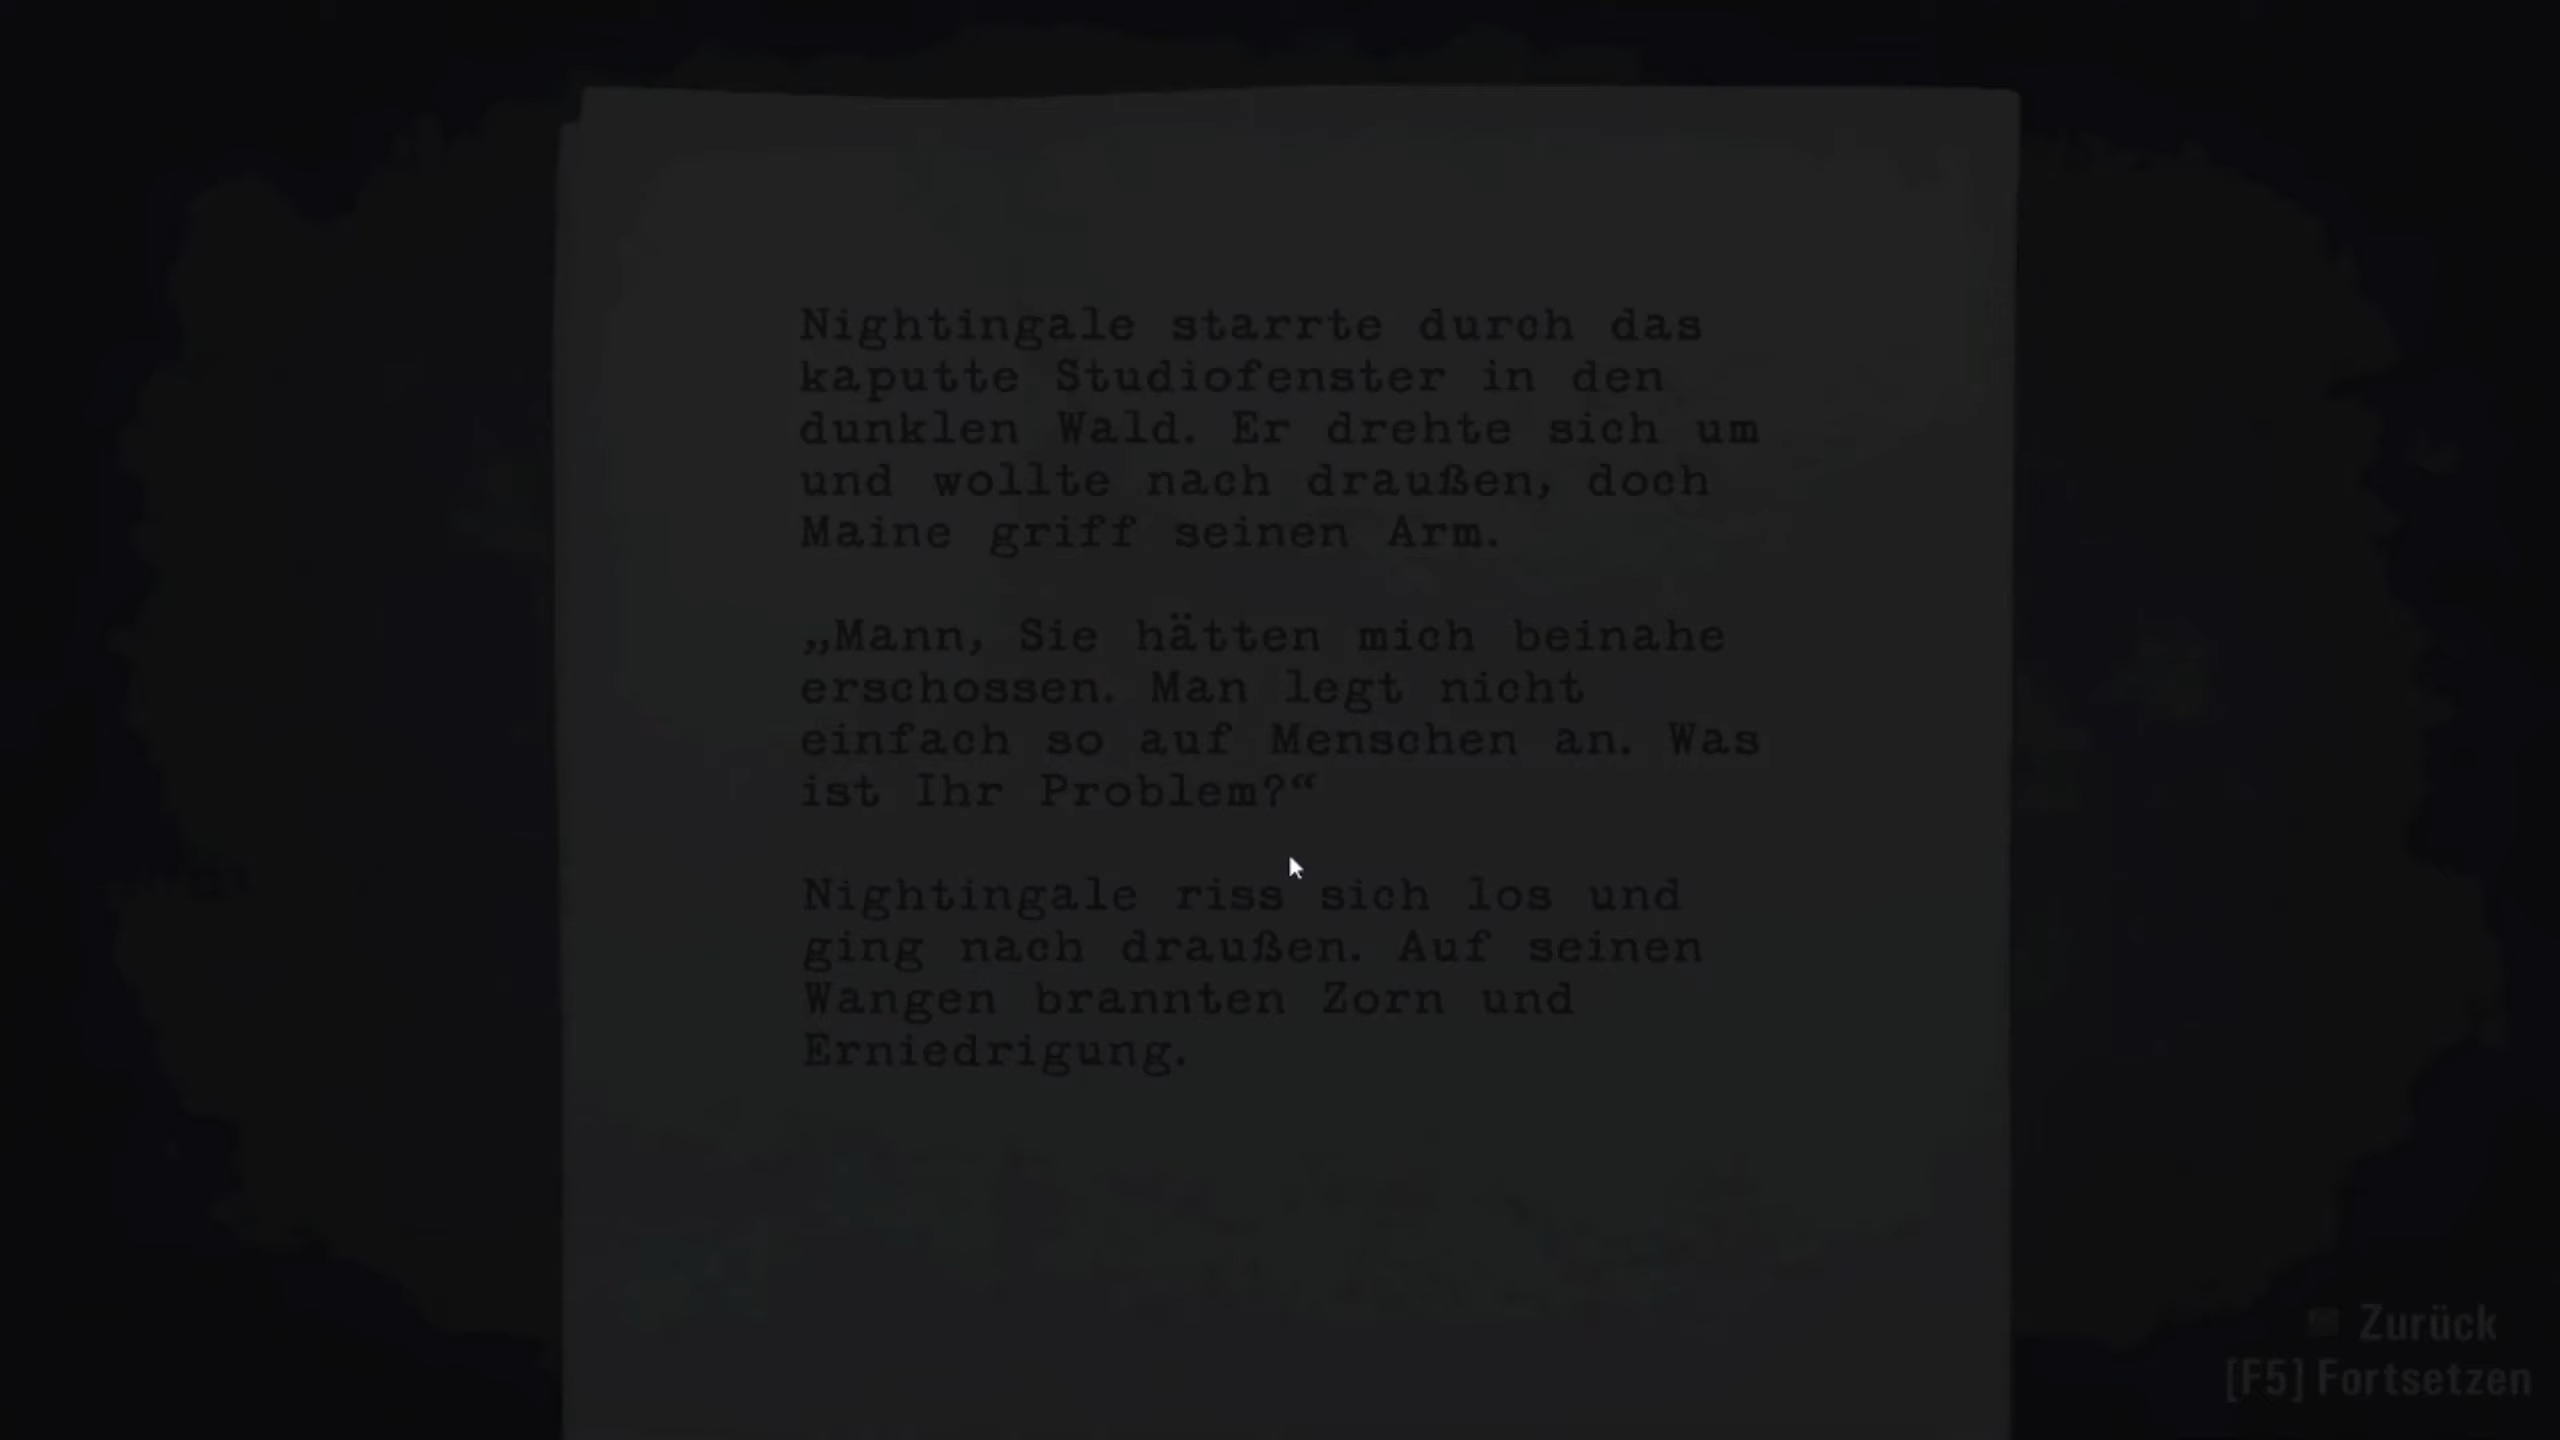 Nightingale starrte durch das
kaputte Studiofenster in den
dunklen Wald. Er drehte sich um
und wollte nach draußen, doch
Maine griff seinen Arm.
„Mann, Sie hätten mich beinahe
erschossen. Man legt nicht
einfach so auf Menschen an. Was
ist Ihr Problem?“
Nightingale riss sich los und
ging nach draußen. Auf seinen
Wangen brannten Zorn und
Erniedrigung.
Zurück
[F5] Fortsetzen